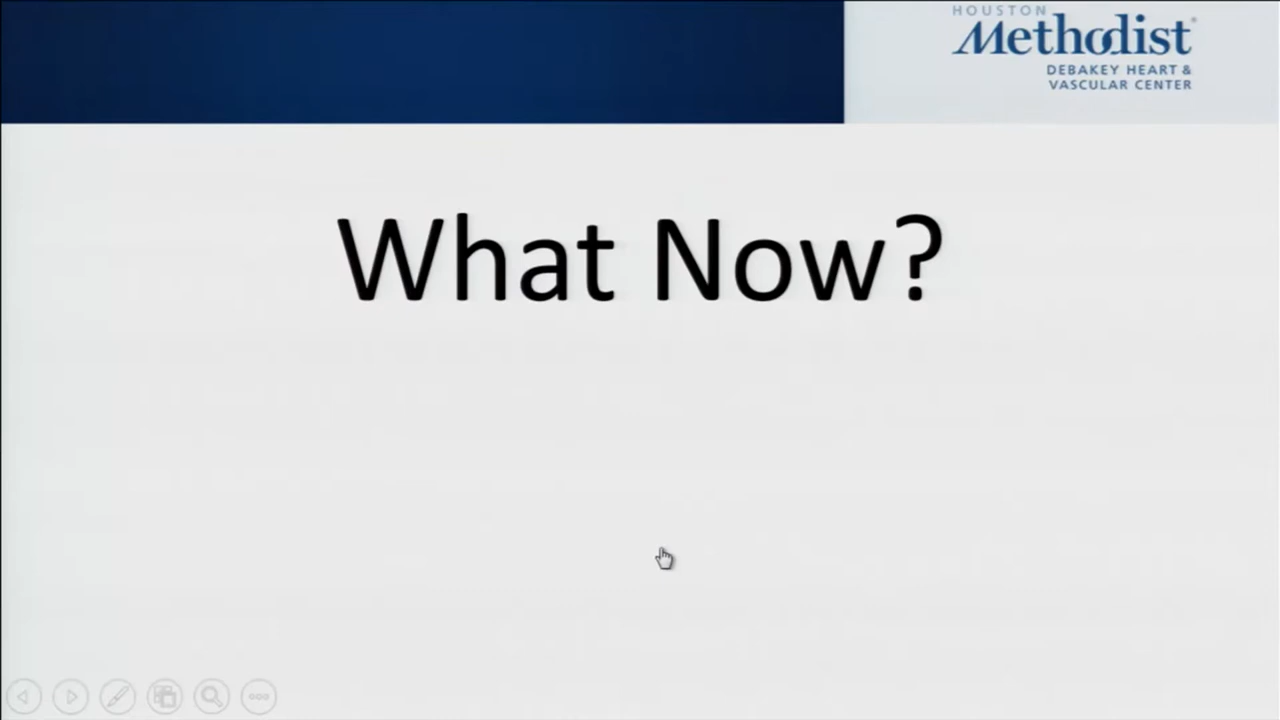 HOUSTON
Methodist®
DEBAKEY HEART &
VASCULAR CENTER
What Now?